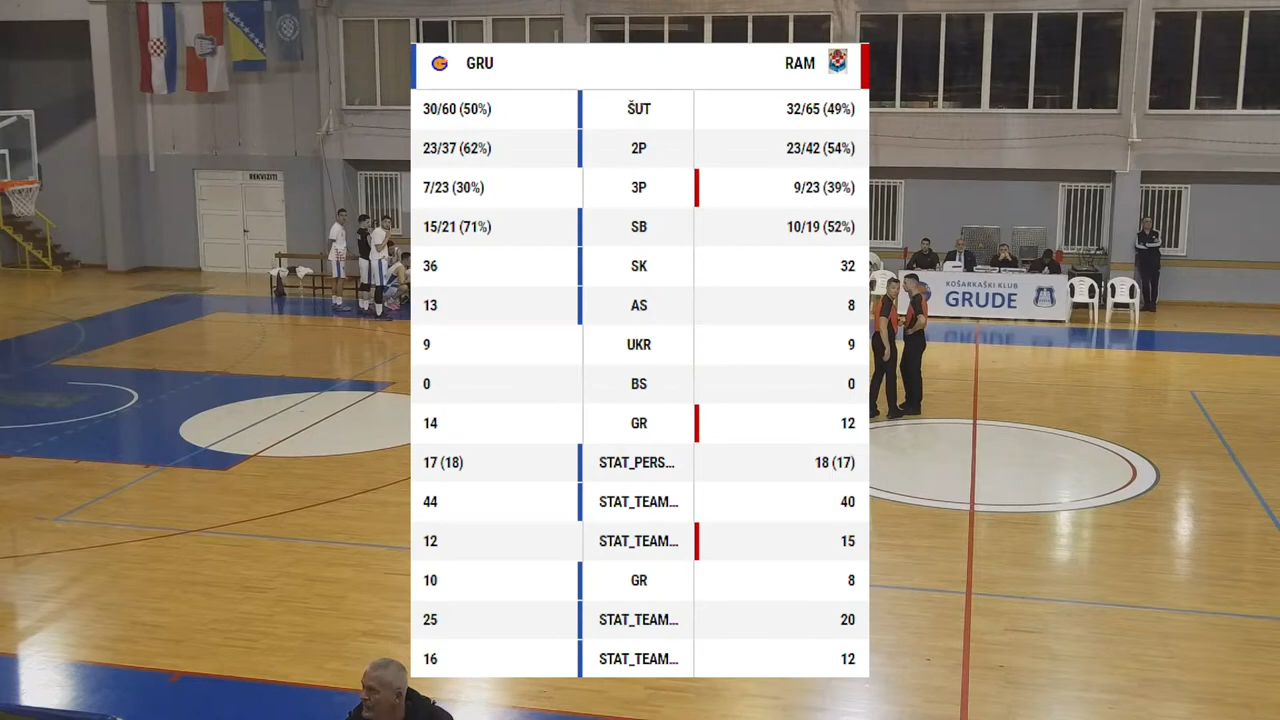 GRU RAM
30/60 (50%) ŠUT 32/65 (49%)
23/37 (62%) 2P 23/42 (54%)
7/23 (30%) 3P 9/23 (39%)
15/21 (71%) SB 10/19 (52%)
36 SK 32
13 AS 8
9 UKR 9
0 BS 0
14 GR 12
17 (18) STAT_PERS... 18 (17)
44 STAT_TEAM... 40
12 STAT_TEAM... 15
10 GR 8
25 STAT_TEAM... 20
16 STAT_TEAM... 12
REKVIZITI
KOŠARKAŠKI KLUB
GRUDE